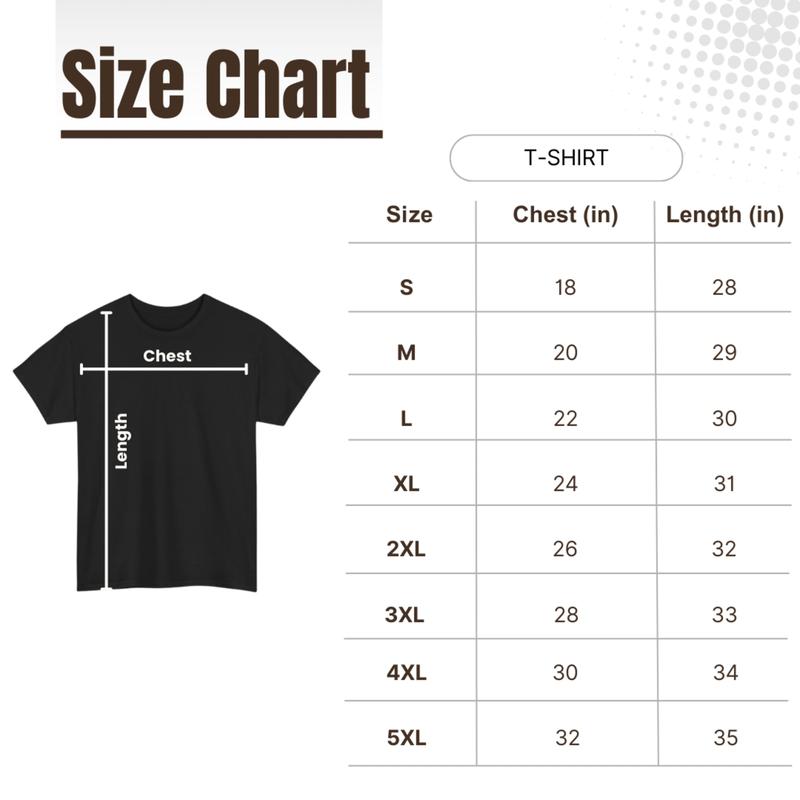 Size Chart
T-SHIRT
Size Chest (in) Length (in)
S 18 28
M 20 29
L 22 30
XL 24 31
2XL 26 32
3XL 28 33
4XL 30 34
5XL 32 35
Chest
Length